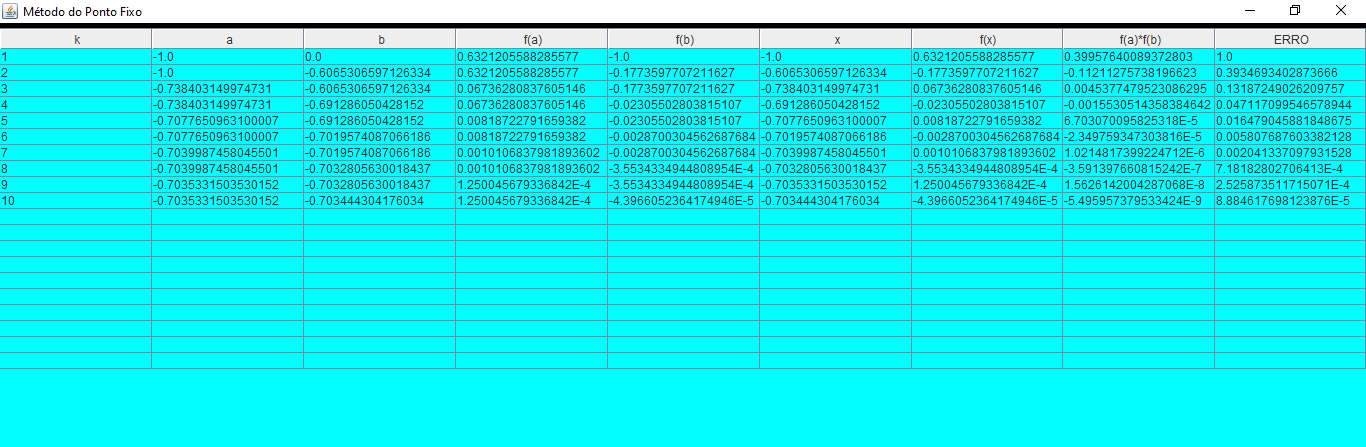 Método do Ponto Fixo
k a b f(a) f(b) x f(x) f(a)*f(b) ERRO
1 -1.0 0.0 0.6321205588285577 -1.0 -1.0 0.6321205588285577 0.39957640089372803 1.0
2 -1.0 -0.6065306597126334 0.6321205588285577 -0.1773597707211627 -0.6065306597126334 -0.1773597707211627 -0.11211275738196623 0.3934693402873666
3 -0.738403149974731 -0.6065306597126334 0.06736280837605146 -0.1773597707211627 -0.738403149974731 0.06736280837605146 0.0045377479523086295 0.13187249026209757
4 -0.738403149974731 -0.691286050428152 0.06736280837605146 -0.02305502803815107 -0.691286050428152 -0.02305502803815107 -0.0015530514358384642 0.047117099546578944
5 -0.7077650963100007 -0.691286050428152 0.00818722791659382 -0.02305502803815107 -0.7077650963100007 0.00818722791659382 6.703070095825318E-5 0.016479045881848675
6 -0.7077650963100007 -0.7019574087066186 0.00818722791659382 -0.0028700304562687684 -0.7019574087066186 -0.0028700304562687684 -2.349759347303816E-5 0.005807687603382128
7 -0.7039987458045501 -0.7019574087066186 0.0010106837981893602 -0.0028700304562687684 -0.7039987458045501 0.0010106837981893602 1.0214817399224712E-6 0.002041337097931528
8 -0.7039987458045501 -0.7032805630018437 0.0010106837981893602 -3.5534334944808954E-4 -0.7032805630018437 -3.5534334944808954E-4 -3.591397660815242E-7 7.18182802706413E-4
9 -0.7035331503530152 -0.7032805630018437 1.250045679336842E-4 -3.5534334944808954E-4 -0.7035331503530152 1.250045679336842E-4 1.5626142004287068E-8 2.525873511715071E-4
10 -0.7035331503530152 -0.703444304176034 1.250045679336842E-4 -4.3966052364174946E-5 -0.703444304176034 -4.3966052364174946E-5 -5.495957379533424E-9 8.884617698123876E-5